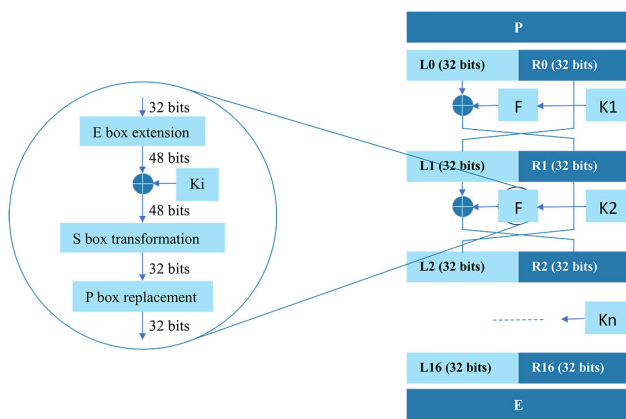 P
L0 (32 bits) R0 (32 bits)
F K1
L1 (32 bits) R1 (32 bits)
F K2
L2 (32 bits) R2 (32 bits)
Kn
L16 (32 bits) R16 (32 bits)
E
32 bits
E box extension
48 bits
Ki
48 bits
S box transformation
32 bits
P box replacement
32 bits